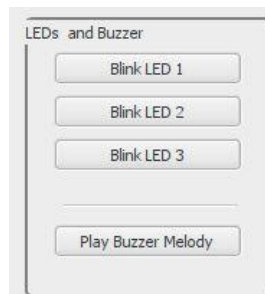 LEDs and Buzzer
Blink LED 1
Blink LED 2
Blink LED 3
Play Buzzer Melody